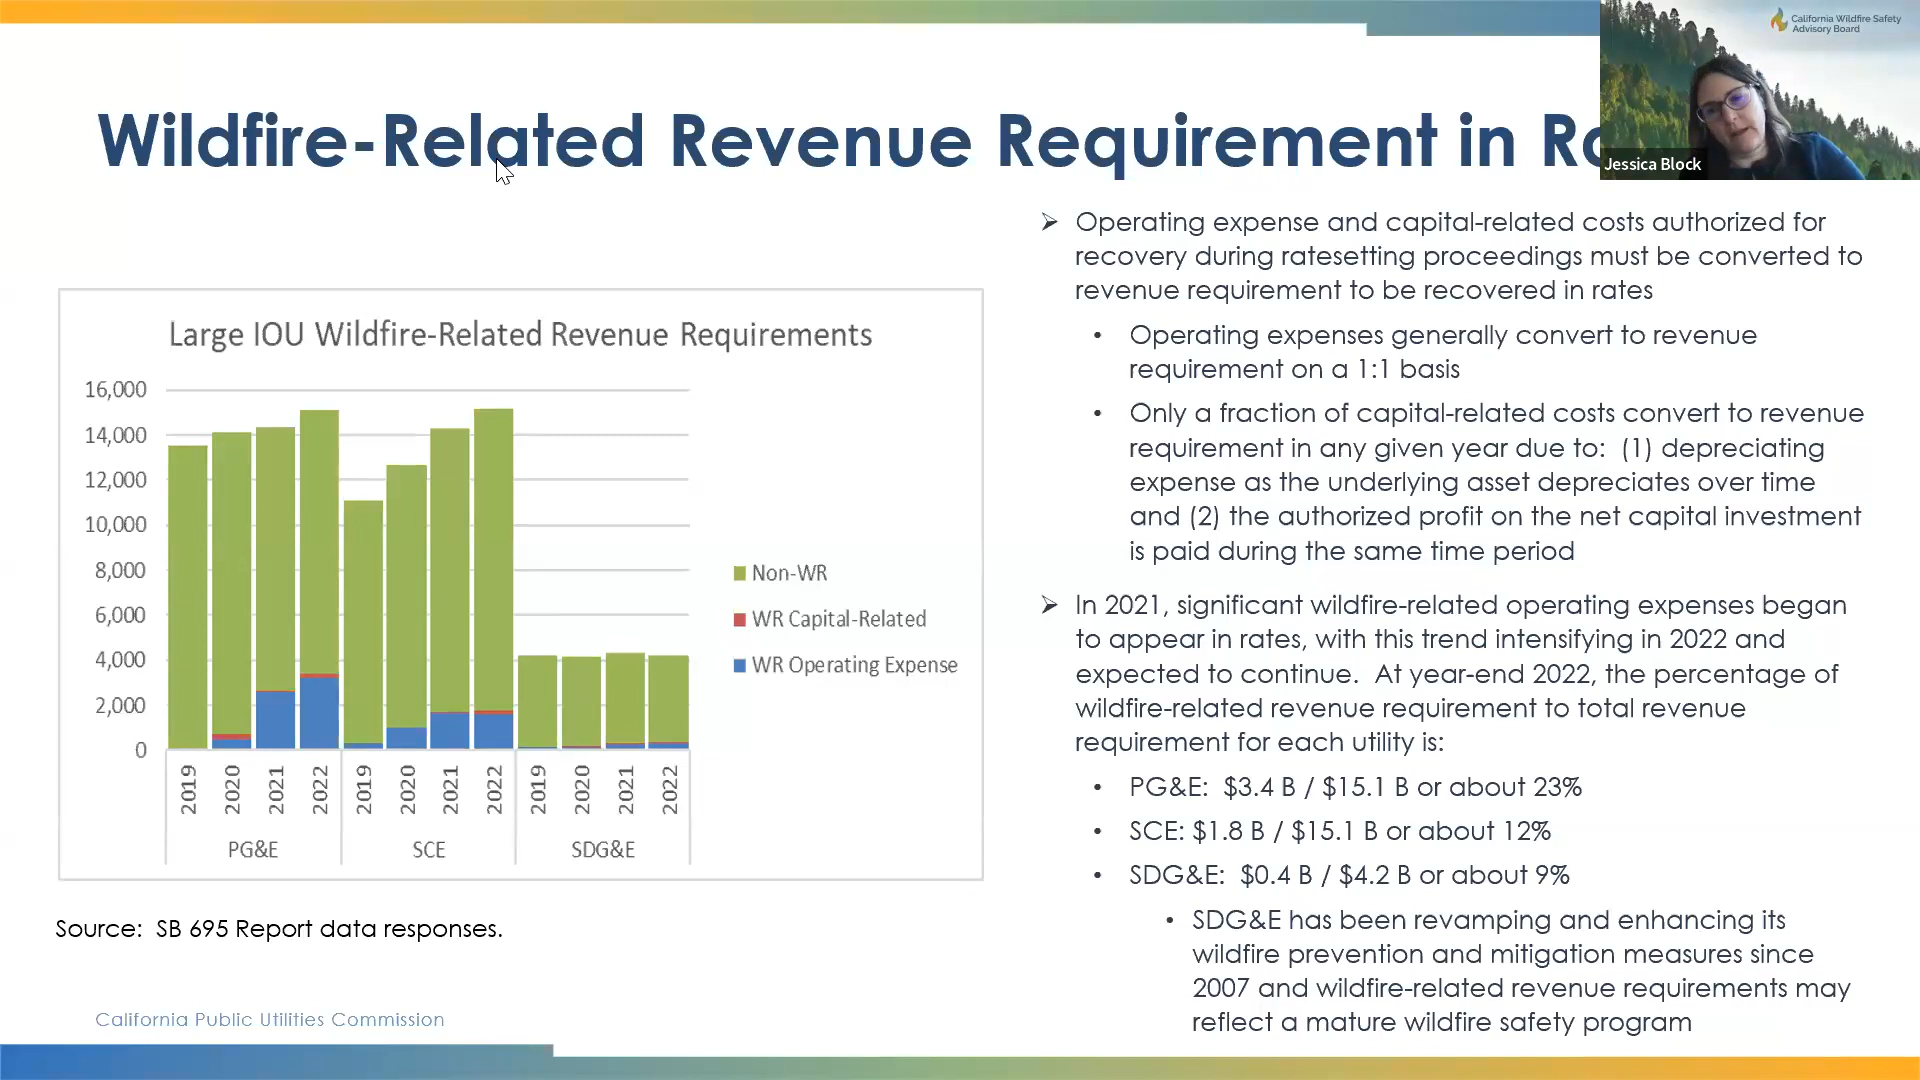 California Wildfire Safety
Advisory Board
Wildfire-Related Revenue Requirement in
Jessica Block
Large IOU Wildfire-Related Revenue Requirements
16,000
14,000
12,000
10,000
8,000
6,000
4,000
2,000
0
2019
2020
2021
2022
2019
2020
2021
2022
2019
2020
2021
2022
PG&E
SCE
SDG&E
Non-WR
WR Capital-Related
WR Operating Expense
Source: SB 695 Report data responses.
➢ Operating expense and capital-related costs authorized for
recovery during ratesetting proceedings must be converted to
revenue requirement to be recovered in rates
• Operating expenses generally convert to revenue
requirement on a 1:1 basis
• Only a fraction of capital-related costs convert to revenue
requirement in any given year due to: (1) depreciating
expense as the underlying asset depreciates over time
and (2) the authorized profit on the net capital investment
is paid during the same time period
➢ In 2021, significant wildfire-related operating expenses began
to appear in rates, with this trend intensifying in 2022 and
expected to continue. At year-end 2022, the percentage of
wildfire-related revenue requirement to total revenue
requirement for each utility is:
• PG&E: $3.4 B / $15.1 B or about 23%
• SCE: $1.8 B / $15.1 B or about 12%
• SDG&E: $0.4 B / $4.2 B or about 9%
• SDG&E has been revamping and enhancing its
wildfire prevention and mitigation measures since
2007 and wildfire-related revenue requirements may
reflect a mature wildfire safety program
California Public Utilities Commission